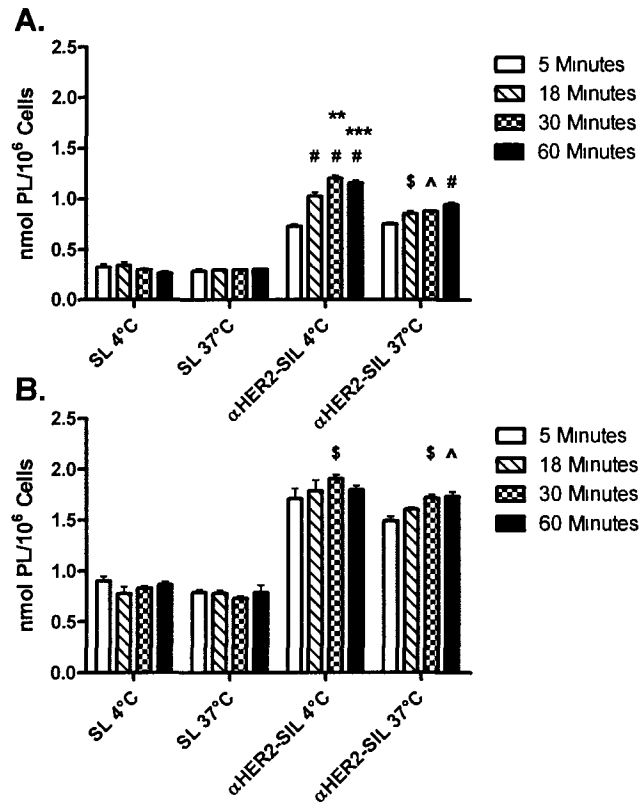 A.
nmol PL/10⁶ Cells
2.5
2.0
1.5
1.0
0.5
0.0
**
***
# # #
$ ^ #
SL 4°C
SL 37°C
αHER2-SIL 4°C
αHER2-SIL 37°C
5 Minutes
18 Minutes
30 Minutes
60 Minutes
B.
nmol PL/10⁶ Cells
2.5
2.0
1.5
1.0
0.5
0.0
$
$ ^
SL 4°C
SL 37°C
αHER2-SIL 4°C
αHER2-SIL 37°C
5 Minutes
18 Minutes
30 Minutes
60 Minutes